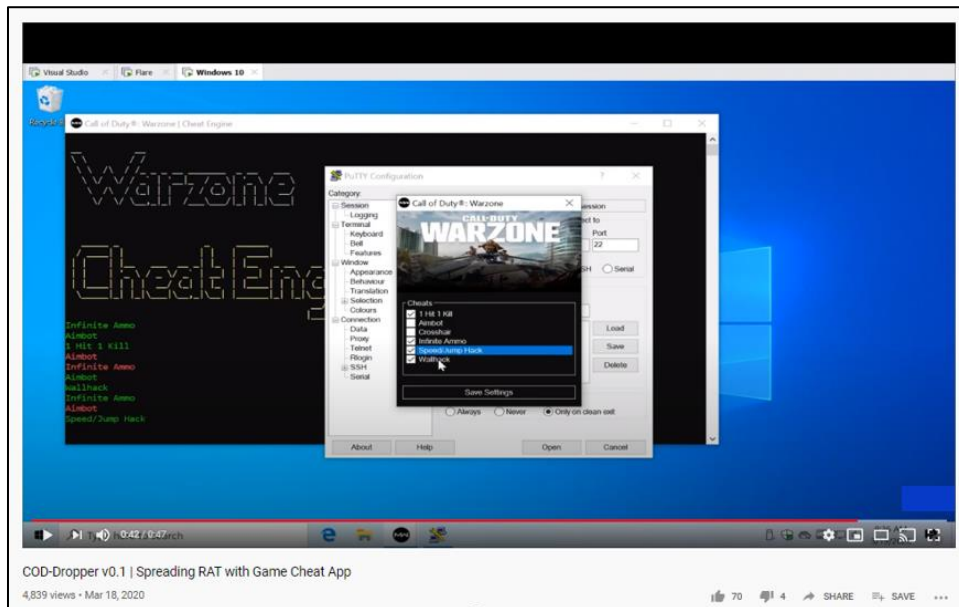 Visual Studio
Flare
Windows 10
Call of Duty®: Warzone | Cheat Engine
Warzone
Cheat Eng
Infinite Ammo
Aimbot
1 Hit 1 Kill
Aimbot
Infinite Ammo
Aimbot
Wallhack
Infinite Ammo
Aimbot
Speed/Jump Hack
PuTTY Configuration
Category:
Session
Logging
Terminal
Keyboard
Bell
Features
Window
Appearance
Behaviour
Translation
Selection
Colours
Connection
Data
Proxy
Telnet
Rlogin
SSH
Serial
Port
22
Serial
Load
Save
Delete
Always
Never
Only on clean exit
About
Help
Open
Cancel
Call of Duty®: Warzone
CALL OF DUTY
WARZONE
Cheats
1 Hit 1 Kill
Aimbot
Crosshair
Infinite Ammo
Speed/Jump Hack
Wallhack
Save Settings
0:42 / 0:47
COD-Dropper v0.1 | Spreading RAT with Game Cheat App
4,839 views • Mar 18, 2020
70
4
SHARE
SAVE